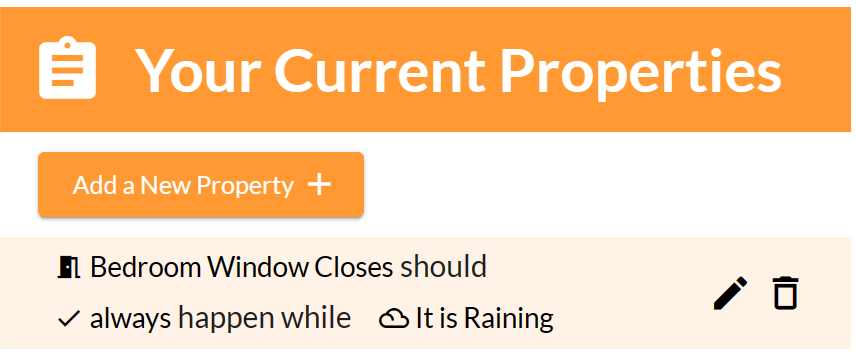 Your Current Properties
Add a New Property +
Bedroom Window Closes should
always happen while It is Raining